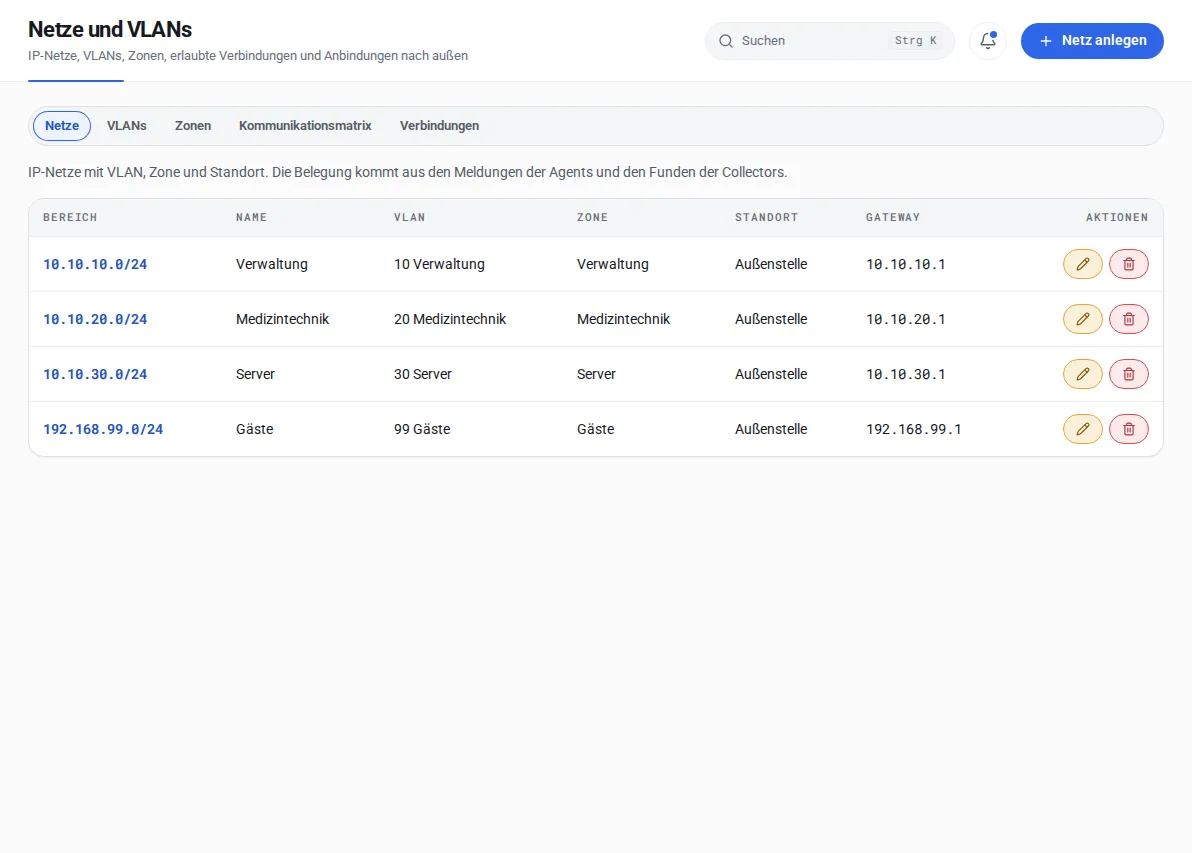 Netze und VLANs
IP-Netze, VLANs, Zonen, erlaubte Verbindungen und Anbindungen nach außen
Suchen Strg K
Netz anlegen
Netze VLANs Zonen Kommunikationsmatrix Verbindungen
IP-Netze mit VLAN, Zone und Standort. Die Belegung kommt aus den Meldungen der Agents und den Funden der Collectors.
BEREICH NAME VLAN ZONE STANDORT GATEWAY AKTIONEN
10.10.10.0/24 Verwaltung 10 Verwaltung Verwaltung Außenstelle 10.10.10.1
10.10.20.0/24 Medizintechnik 20 Medizintechnik Medizintechnik Außenstelle 10.10.20.1
10.10.30.0/24 Server 30 Server Server Außenstelle 10.10.30.1
192.168.99.0/24 Gäste 99 Gäste Gäste Außenstelle 192.168.99.1